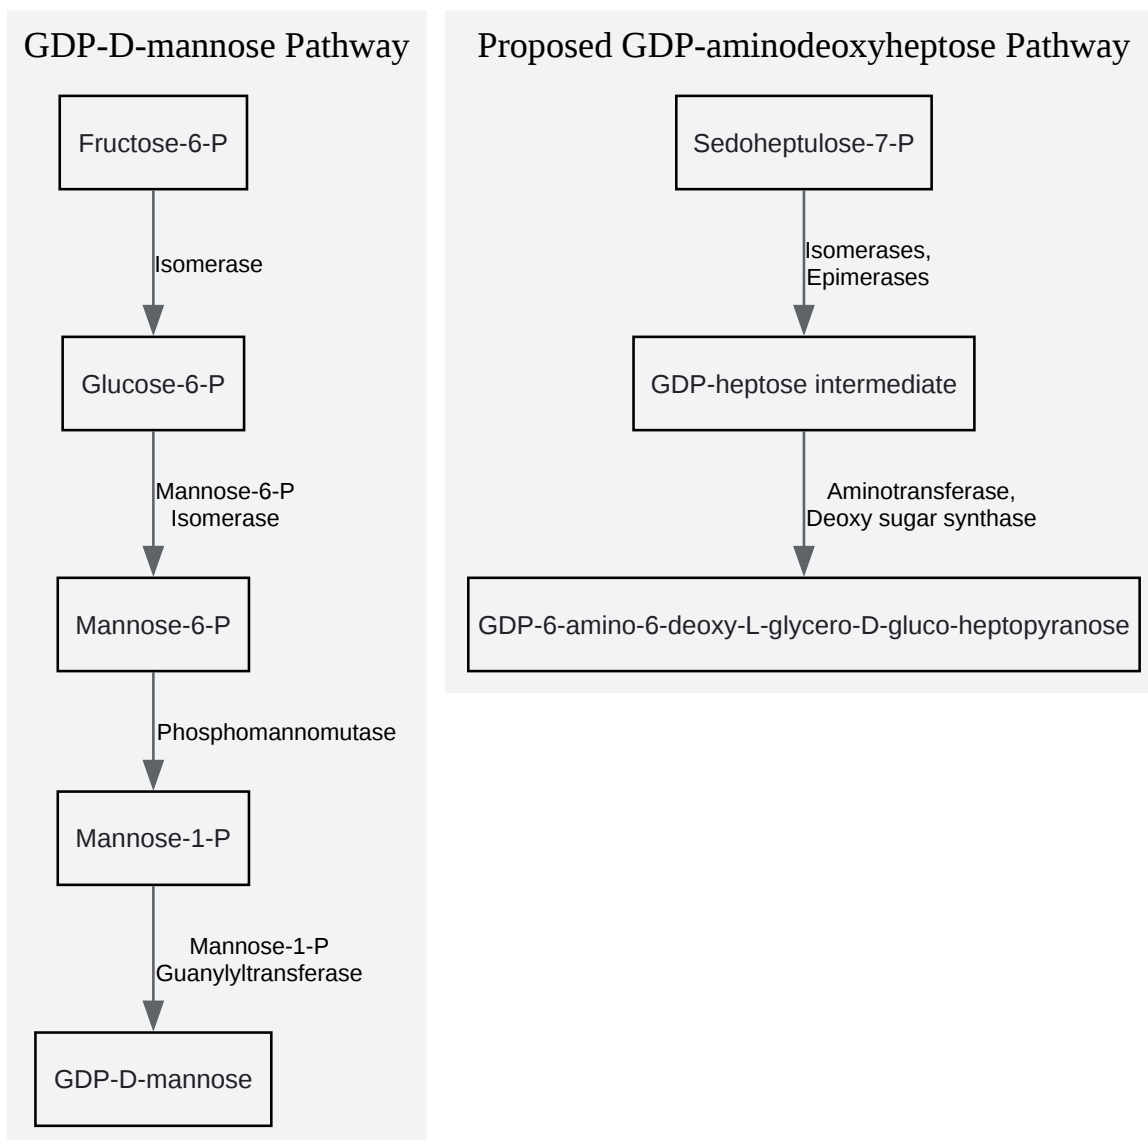 GDP-D-mannose Pathway
Fructose-6-P
Isomerase
Glucose-6-P
Mannose-6-P
Isomerase
Mannose-6-P
Phosphomannomutase
Mannose-1-P
Mannose-1-P
Guanylyltransferase
GDP-D-mannose
Proposed GDP-aminodeoxyheptose Pathway
Sedoheptulose-7-P
Isomerases,
Epimerases
GDP-heptose intermediate
Aminotransferase,
Deoxy sugar synthase
GDP-6-amino-6-deoxy-L-glycero-D-gluco-heptopyranose